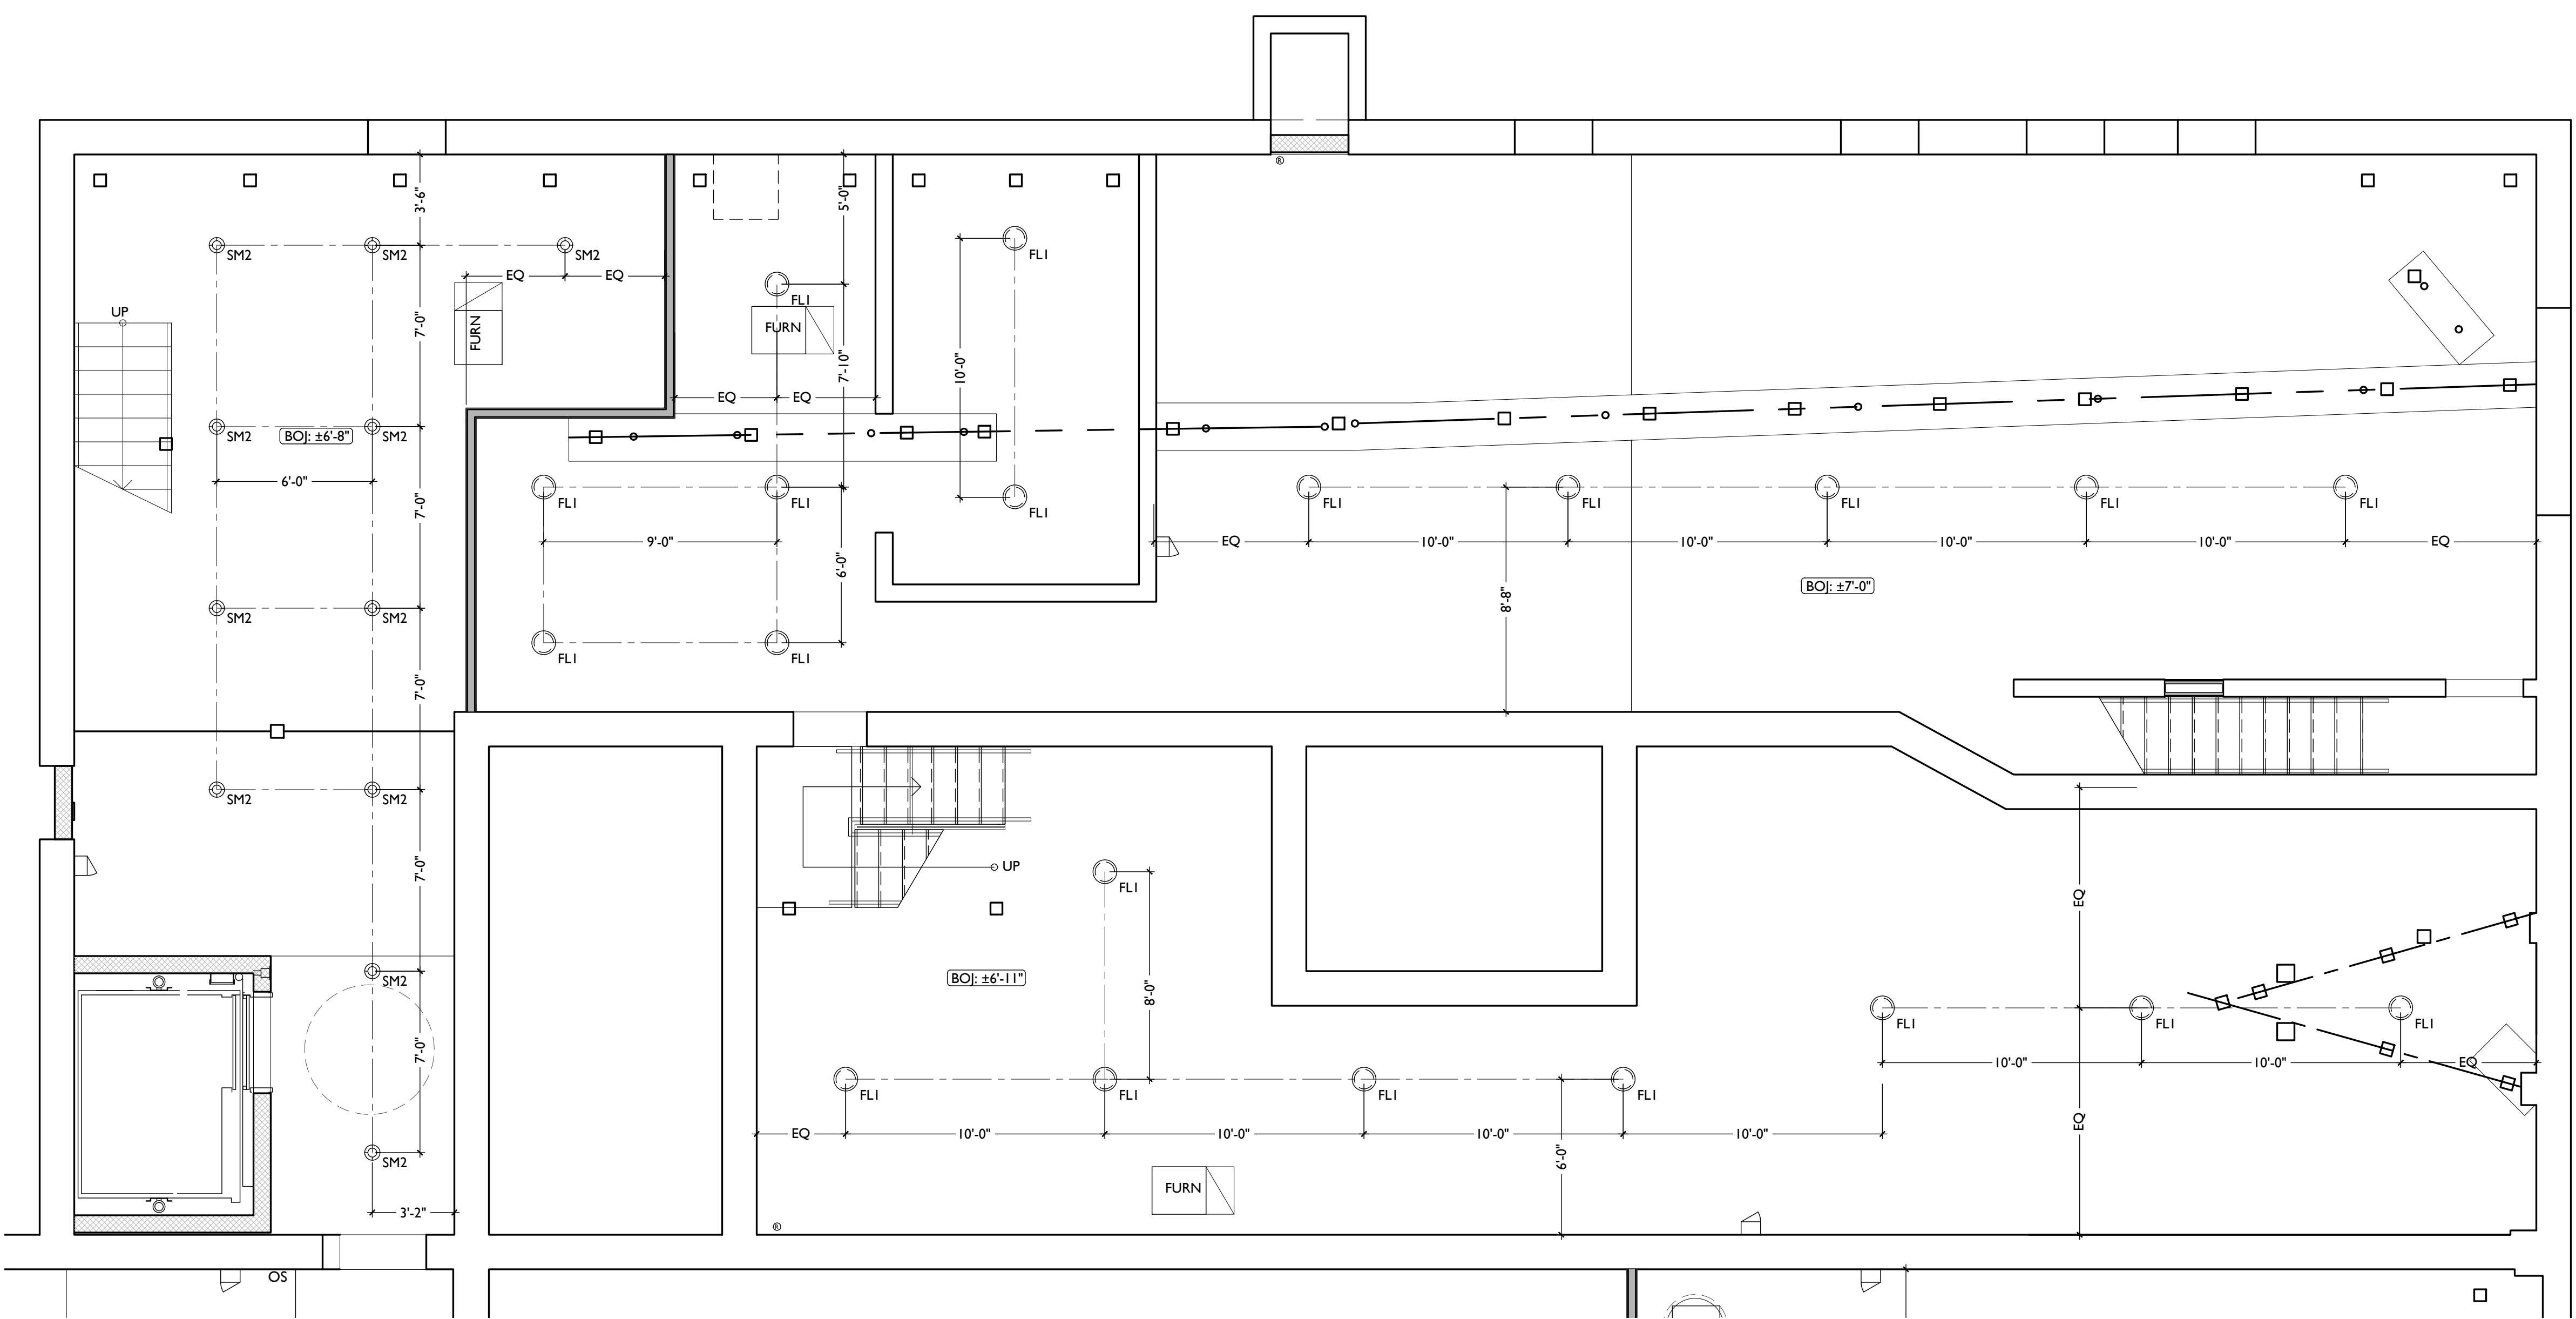 ®
3'-6"
5'-0"
SM2
SM2
SM2
FL1
EQ
EQ
FL1
UP
7'-0"
FURN
FURN
7'-10"
10'-0"
EQ
EQ
SM2
BOJ: ±6'-8"
SM2
6'-0"
7'-0"
FL1
FL1
FL1
FL1
FL1
FL1
FL1
FL1
9'-0"
EQ
10'-0"
10'-0"
10'-0"
10'-0"
EQ
6'-0"
8'-8"
BOJ: ±7'-0"
SM2
SM2
FL1
FL1
7'-0"
SM2
SM2
7'-0"
UP
FL1
EQ
SM2
BOJ: ±6'-11"
8'-0"
FL1
FL1
FL1
7'-0"
10'-0"
10'-0"
EQ
FL1
FL1
FL1
FL1
EQ
10'-0"
10'-0"
10'-0"
10'-0"
EQ
SM2
6'-0"
FURN
3'-2"
®
OS